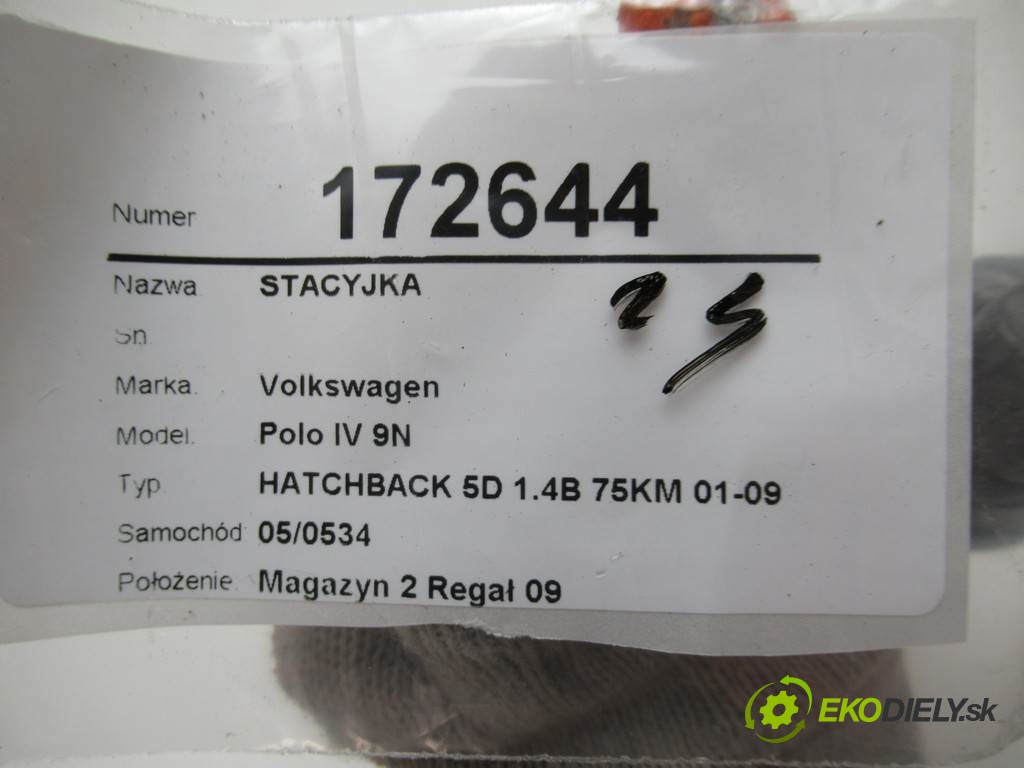 Numer 172644
Nazwa STACYJKA
Sn.
Marka. Volkswagen
Model. Polo IV 9N
Typ HATCHBACK 5D 1.4B 75KM 01-09
Samochód 05/0534
Położenie. Magazyn 2 Regał 09
EKODIELY.sk